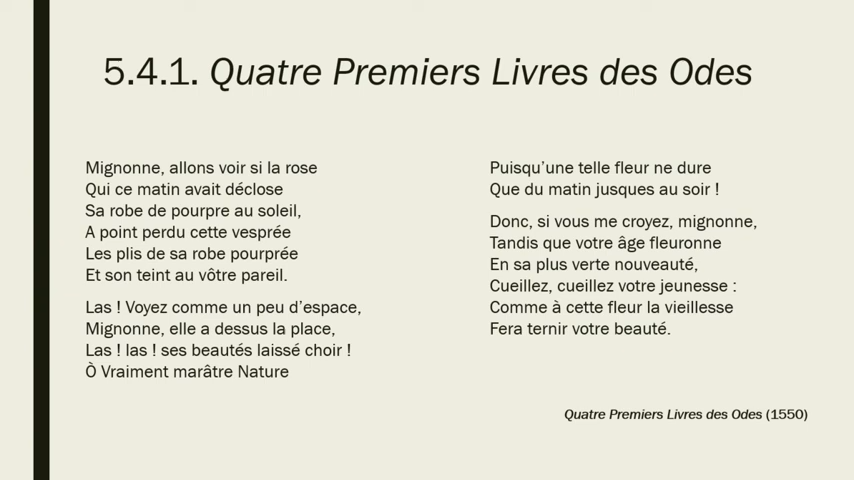 5.4.1. Quatre Premiers Livres des Odes
Mignonne, allons voir si la rose
Qui ce matin avait déclose
Sa robe de pourpre au soleil,
A point perdu cette vesprée
Les plis de sa robe pourprée
Et son teint au vôtre pareil.
Las ! Voyez comme un peu d’espace,
Mignonne, elle a dessus la place,
Las ! las ! ses beautés laissé choir !
Ò Vraiment marâtre Nature
Puisqu’une telle fleur ne dure
Que du matin jusques au soir !
Donc, si vous me croyez, mignonne,
Tandis que votre âge fleuronne
En sa plus verte nouveauté,
Cueillez, cueillez votre jeunesse :
Comme à cette fleur la vieillesse
Fera ternir votre beauté.
Quatre Premiers Livres des Odes (1550)